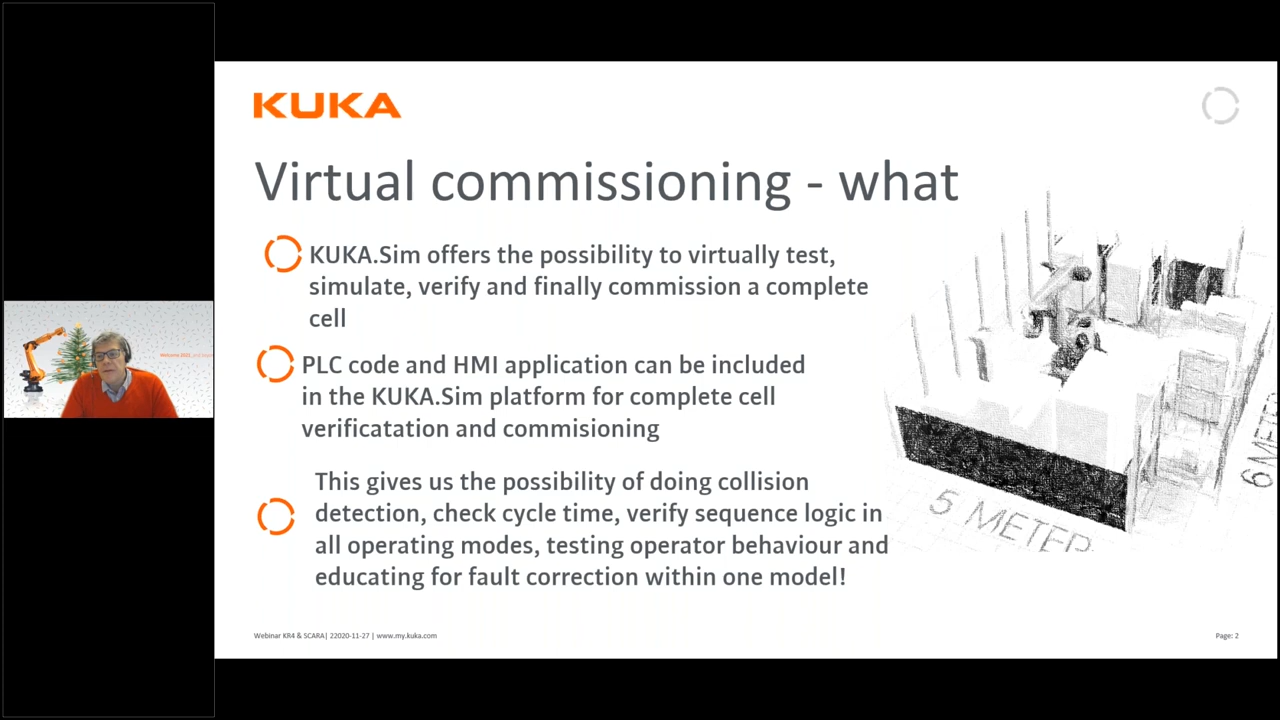 KUKA
Virtual commissioning - what
KUKA.Sim offers the possibility to virtually test,
simulate, verify and finally commission a complete
cell
PLC code and HMI application can be included
in the KUKA.Sim platform for complete cell
verificatation and commisioning
This gives us the possibility of doing collision
detection, check cycle time, verify sequence logic in
all operating modes, testing operator behaviour and
educating for fault correction within one model!
5 METER
6 METE
Welcome 2021,
Webinar KR4 & SCARA| 22020-11-27 | www.my.kuka.com
Page: 2